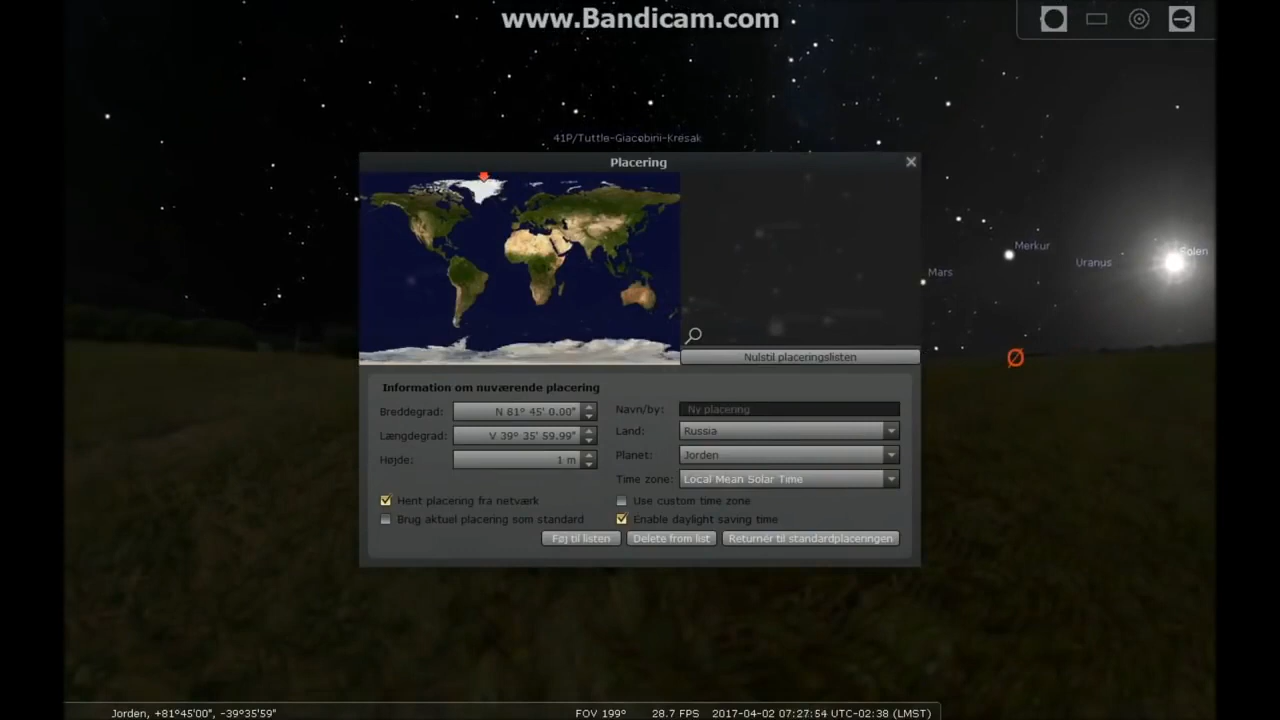 www.Bandicam.com
41P/Tuttle-Giacobini-Kresak
Placering
Merkur
Solen
Uranus
Mars
Nulstil placeringslisten
Ø
Information om nuværende placering
Breddegrad: N 81° 45' 0.00"
Længdegrad: V 39° 35' 59.99"
Højde: 1 m
Navn/by: Ny placering
Land: Russia
Planet: Jorden
Time zone: Local Mean Solar Time
Hent placering fra netværk
Use custom time zone
Brug aktuel placering som standard
Enable daylight saving time
Føj til listen
Delete from list
Returnér til standardplaceringen
Jorden, +81°45'00", -39°35'59"
FOV 199°
28.7 FPS
2017-04-02 07:27:54 UTC-02:38 (LMST)